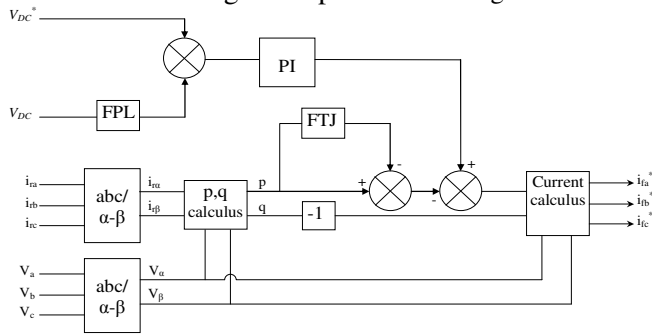 V_DC*
PI
V_DC
FPL
FTJ
-
+
i_ra
i_rb
i_rc
abc/
α-β
i_rα
i_rβ
p,q
calculus
p
q
-1
+
-
Current
calculus
i_fa*
i_fb*
i_fc*
V_a
V_b
V_c
abc/
α-β
V_α
V_β